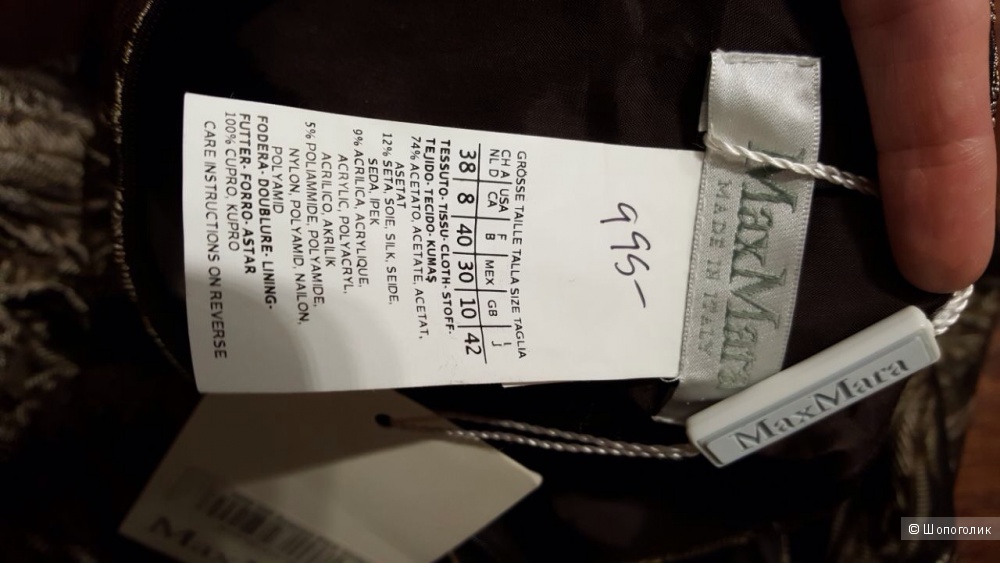 MaxMara
MADE IN ITALY
995-
GRÖSSE TAILLE TALLA SIZE TAGLIA
CH A | USA | F | MEX | GB | I
NL D | CA | B | J
38 | 8 | 40 | 30 | 10 | 42
TESSUTO-TISSU-CLOTH-STOFF-
TEJIDO-TECIDO-KUMAŞ
74% ACETATO, ACETATE, ACETAT,
ASETAT
12% SETA, SOIE, SILK, SEIDE,
SEDA, IPEK
9% ACRILICA, ACRYLIQUE,
ACRYLIC, POLYACRYL,
ACRILICO, AKRİLİK
5% POLIAMMIDE, POLYAMIDE,
NYLON, POLYAMID, NAILON,
POLYAMID
FODERA-DOUBLURE-LINING-
FUTTER-FORRO-ASTAR
100% CUPRO, KUPRO
CARE INSTRUCTIONS ON REVERSE
MaxMara
© Шопоголик